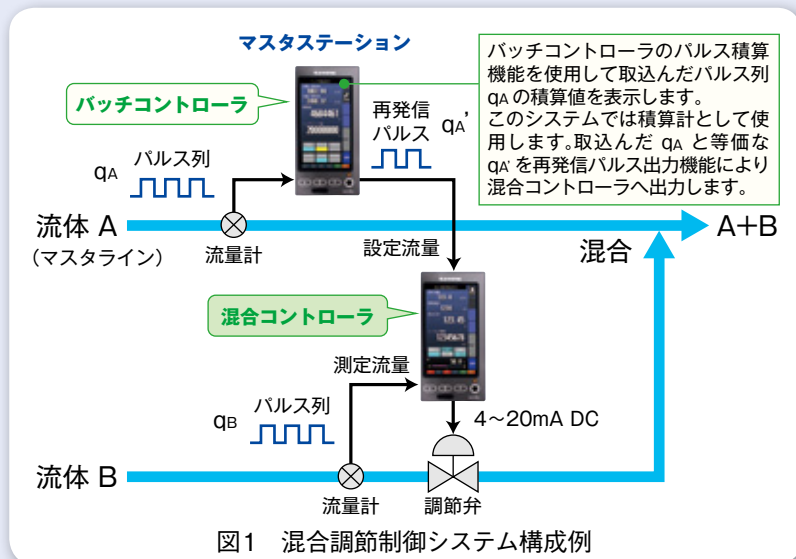 マスタステーション
バッチコントローラのパルス積算
機能を使用して取込んだパルス列
qA の積算値を表示します。
このシステムでは積算計として使
用します。取込んだ qA と等価な
qA' を再発信パルス出力機能により
混合コントローラへ出力します。
バッチコントローラ
再発信
パルス
qA'
パルス列
qA
流体 A
(マスタライン)
流量計
設定流量
A+B
混合
混合コントローラ
測定流量
パルス列
qB
4〜20mA DC
流体 B
流量計
調節弁
図1 混合調節制御システム構成例